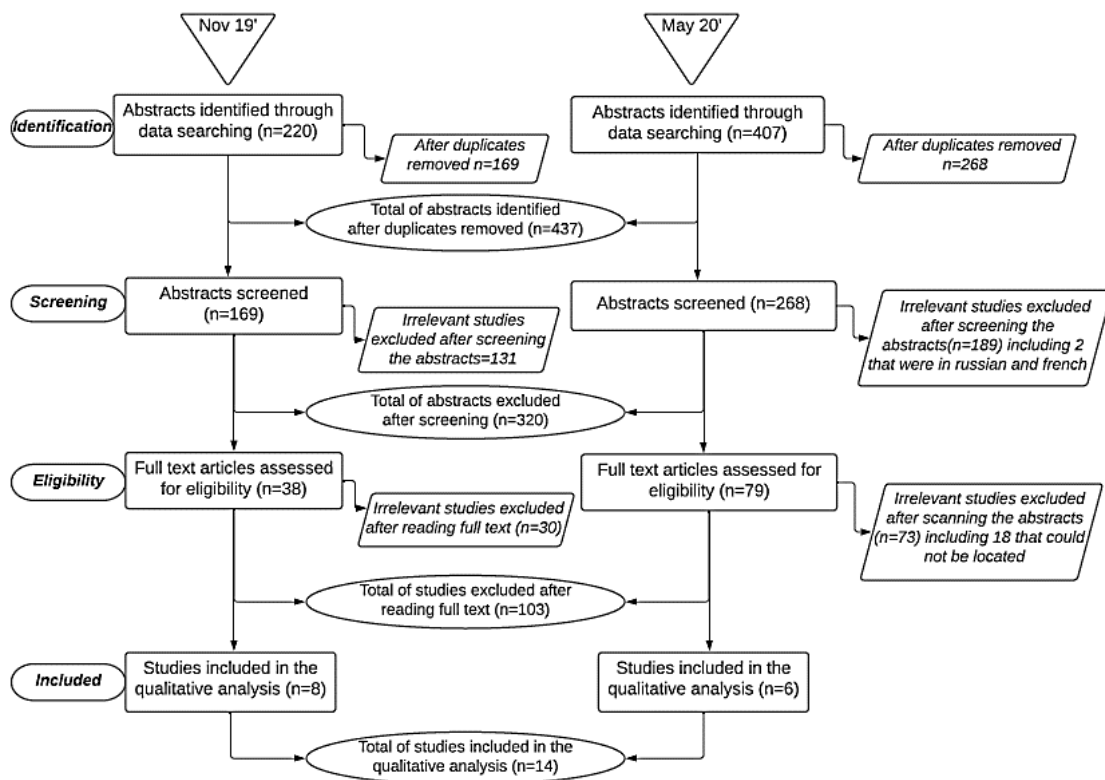 Nov 19'
May 20'
Identification
Abstracts identified through
data searching (n=220)
Abstracts identified through
data searching (n=407)
After duplicates
removed n=169
After duplicates removed
n=268
Total of abstracts identified
after duplicates removed (n=437)
Screening
Abstracts screened
(n=169)
Abstracts screened (n=268)
Irrelevant studies
excluded after screening
the abstracts=131
Irrelevant studies excluded
after screening the
abstracts(n=189) including 2
that were in russian and french
Total of abstracts excluded
after screening (n=320)
Eligibility
Full text articles assessed
for eligibility (n=38)
Full text articles assessed for
eligibility (n=79)
Irrelevant studies excluded
after reading full text (n=30)
Irrelevant studies excluded
after scanning the abstracts
(n=73) including 18 that could
not be located
Total of studies excluded after
reading full text (n=103)
Included
Studies included in the
qualitative analysis (n=8)
Studies included in the
qualitative analysis (n=6)
Total of studies included in the
qualitative analysis (n=14)